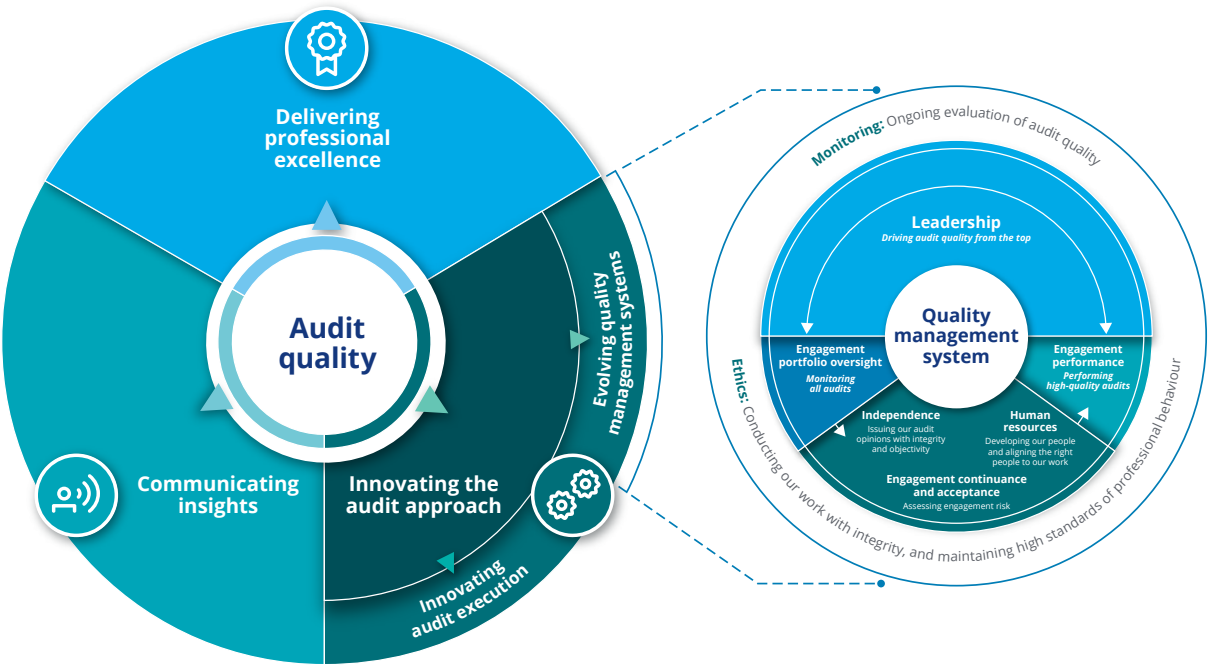 Delivering
professional
excellence
Audit
quality
Communicating
insights
Innovating the
audit approach
Evolving quality
management systems
Innovating
audit execution
Monitoring: Ongoing evaluation of audit quality
Leadership
Driving audit quality from the top
Quality
management
system
Engagement
portfolio oversight
Monitoring
all audits
Engagement
performance
Performing
high-quality audits
Independence
Issuing our audit
opinions with integrity
and objectivity
Human
resources
Developing our people
and aligning the right
people to our work
Engagement continuance
and acceptance
Assessing engagement risk
Ethics: Conducting our work with integrity, and maintaining high standards of professional behaviour